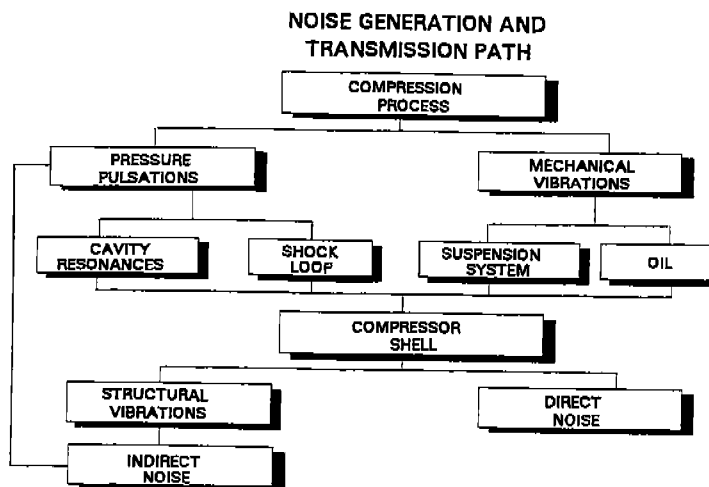 NOISE GENERATION AND
TRANSMISSION PATH
COMPRESSION
PROCESS
PRESSURE
PULSATIONS
MECHANICAL
VIBRATIONS
CAVITY
RESONANCES
SHOCK
LOOP
SUSPENSION
SYSTEM
OIL
COMPRESSOR
SHELL
STRUCTURAL
VIBRATIONS
DIRECT
NOISE
INDIRECT
NOISE